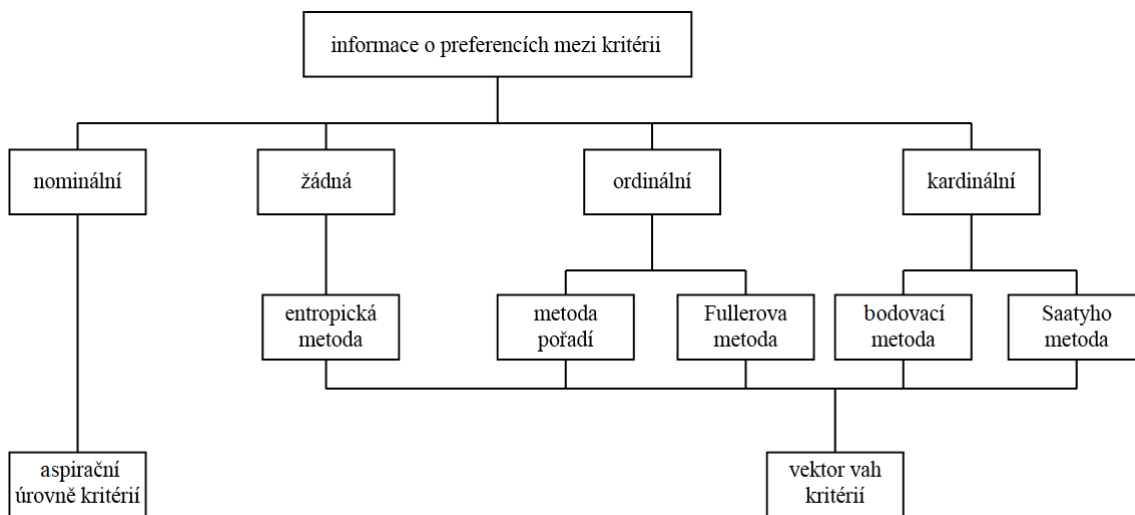 informace o preferencích mezi kritérii
nominální
žádná
ordinální
kardinální
entropická
metoda
metoda
pořadí
Fullerova
metoda
bodovací
metoda
Saatyho
metoda
aspirační
úrovně kritérií
vektor vah
kritérií